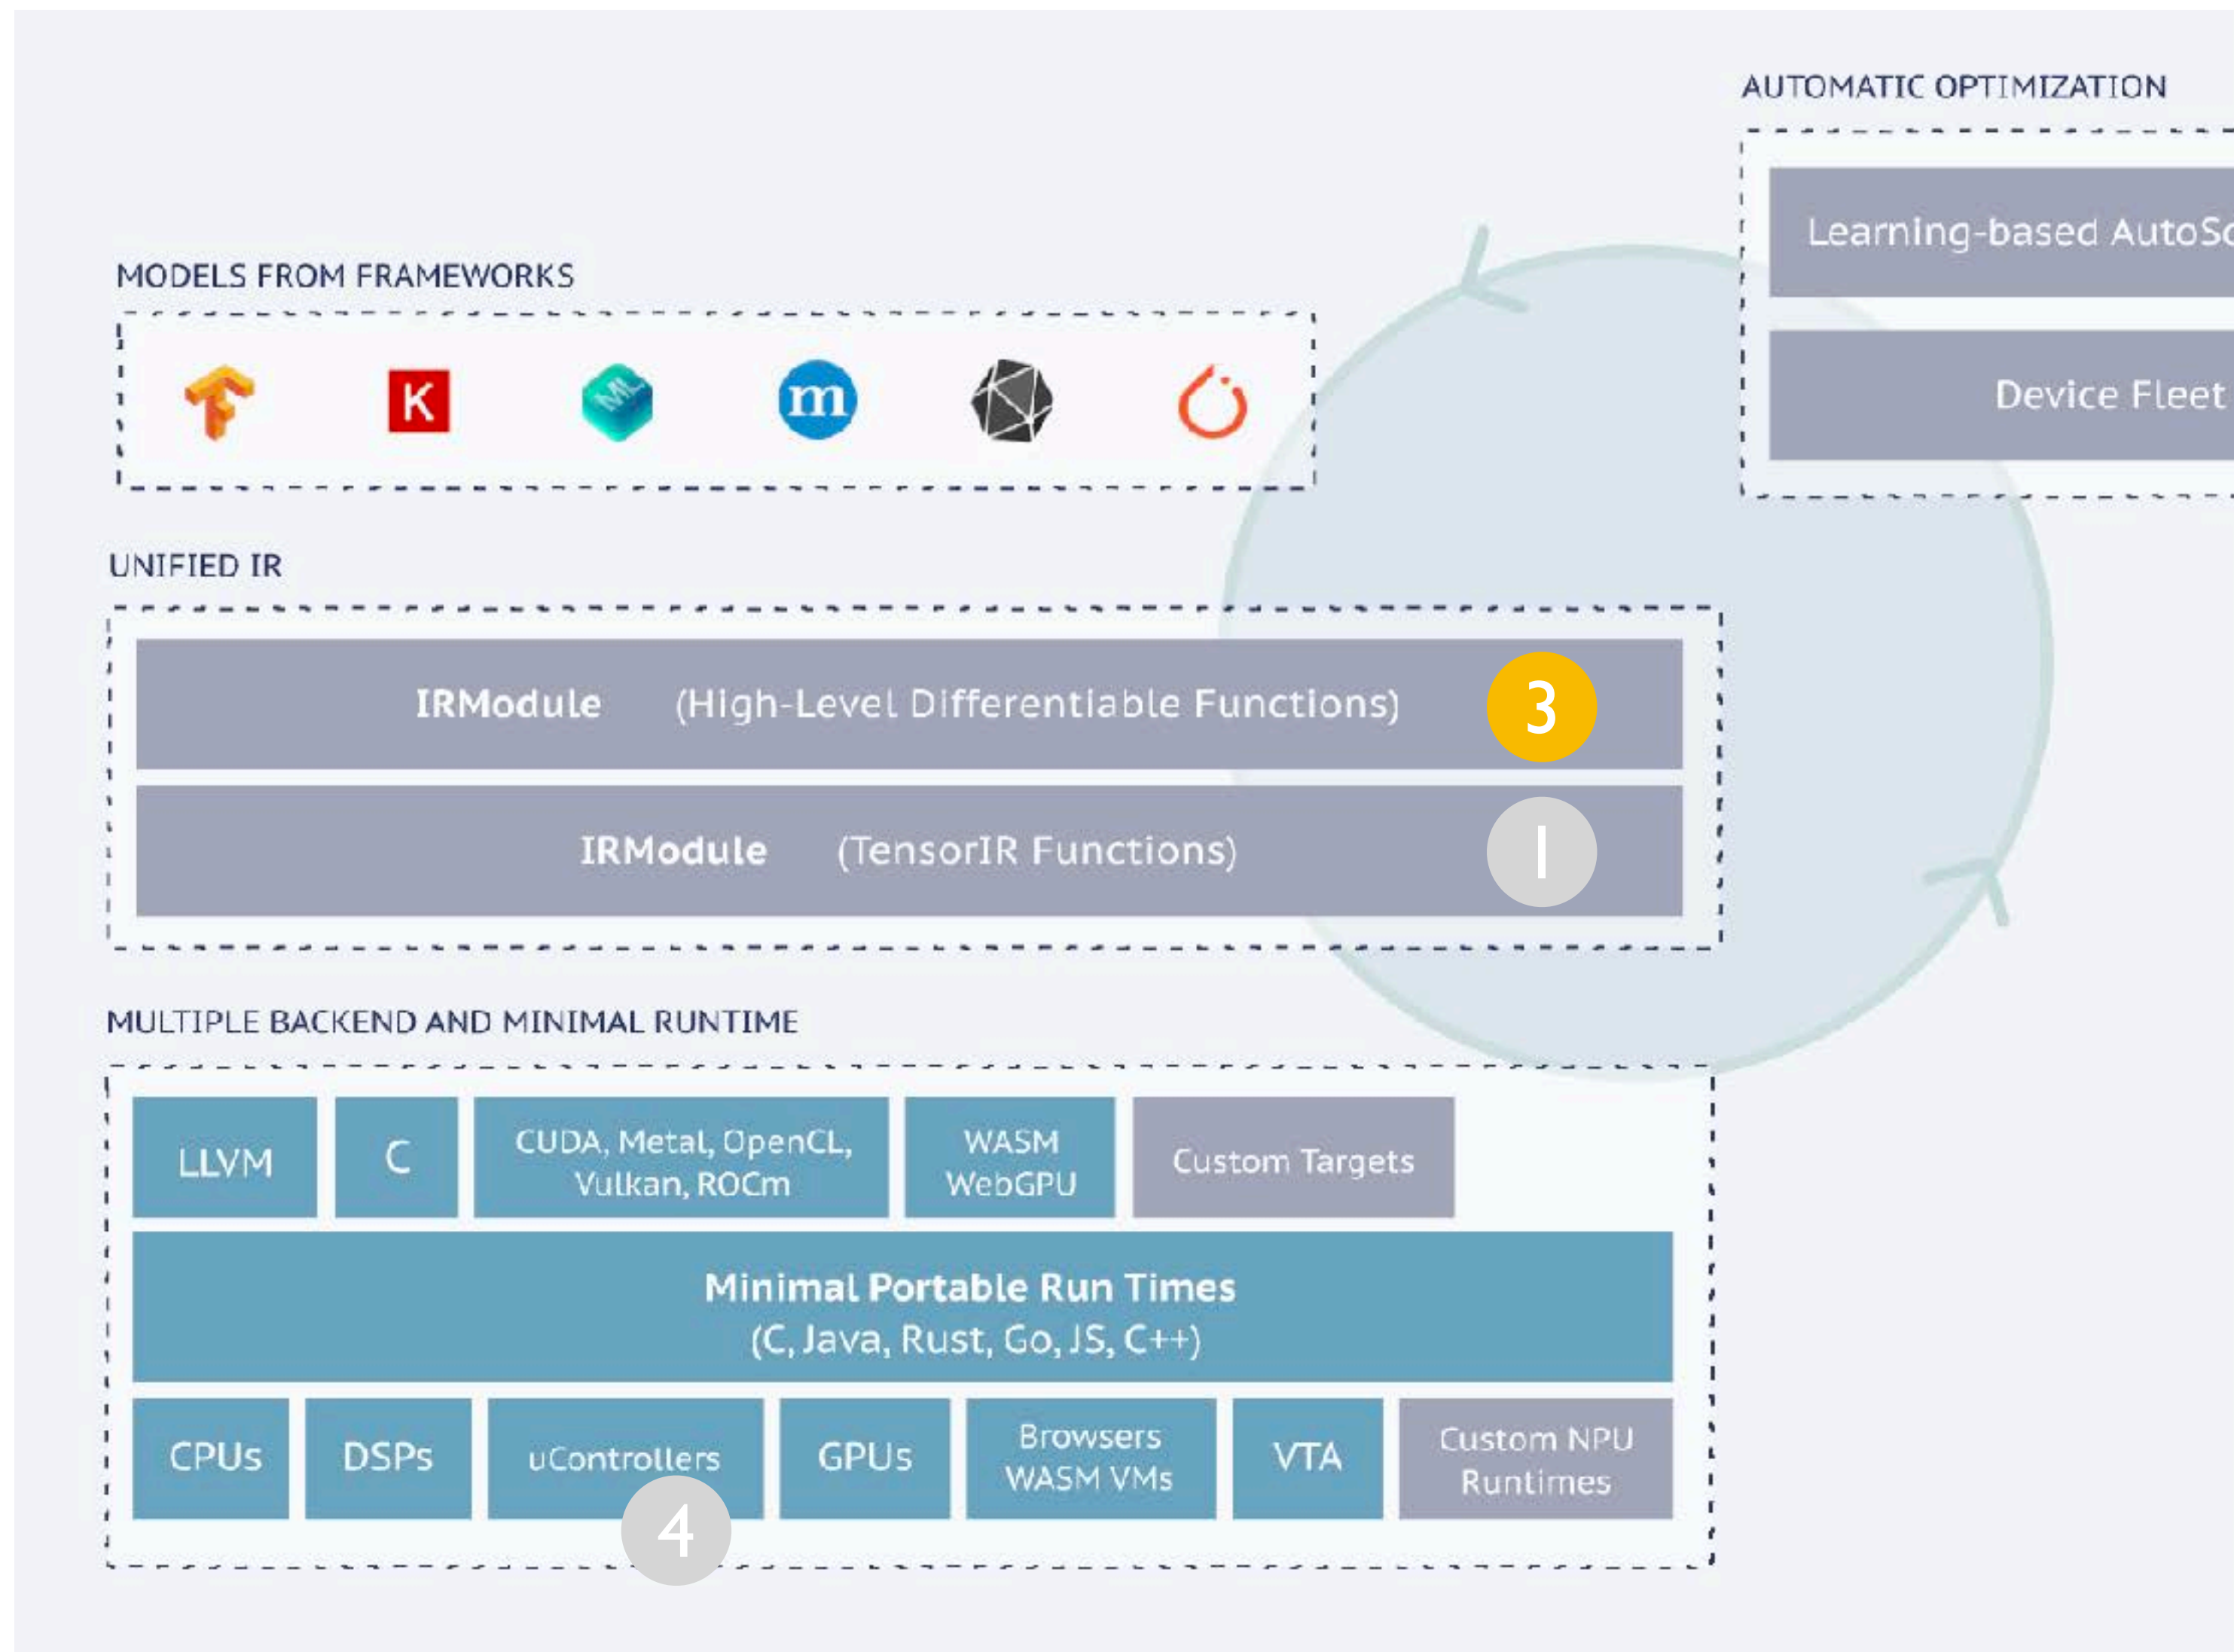 AUTOMATIC OPTIMIZATION
Learning-based AutoSc
Device Fleet
MODELS FROM FRAMEWORKS
K
ML
m
UNIFIED IR
IRModule (High-Level Differentiable Functions) 3
IRModule (TensorIR Functions) 1
MULTIPLE BACKEND AND MINIMAL RUNTIME
LLVM
C
CUDA, Metal, OpenCL,
Vulkan, ROCm
WASM
WebGPU
Custom Targets
Minimal Portable Run Times
(C, Java, Rust, Go, JS, C++)
CPUs
DSPs
uControllers
GPUs
Browsers
WASM VMs
VTA
Custom NPU
Runtimes
4